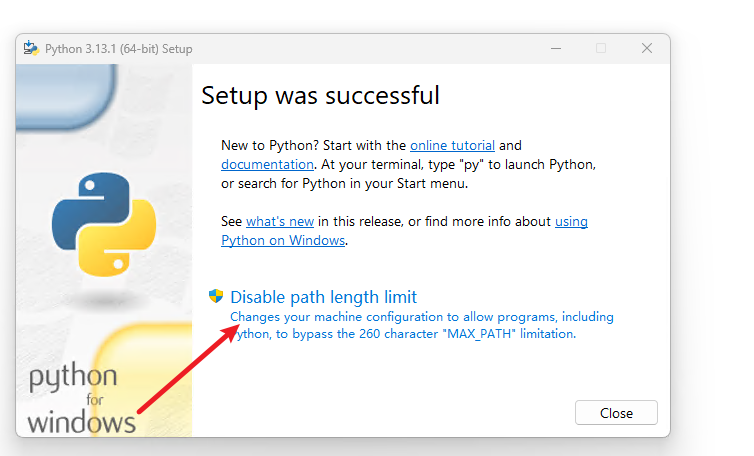 Python 3.13.1 (64-bit) Setup
Setup was successful
New to Python? Start with the online tutorial and
documentation. At your terminal, type "py" to launch Python,
or search for Python in your Start menu.
See what's new in this release, or find more info about using
Python on Windows.
Disable path length limit
Changes your machine configuration to allow programs, including
ython, to bypass the 260 character "MAX_PATH" limitation.
python
for
windows
Close